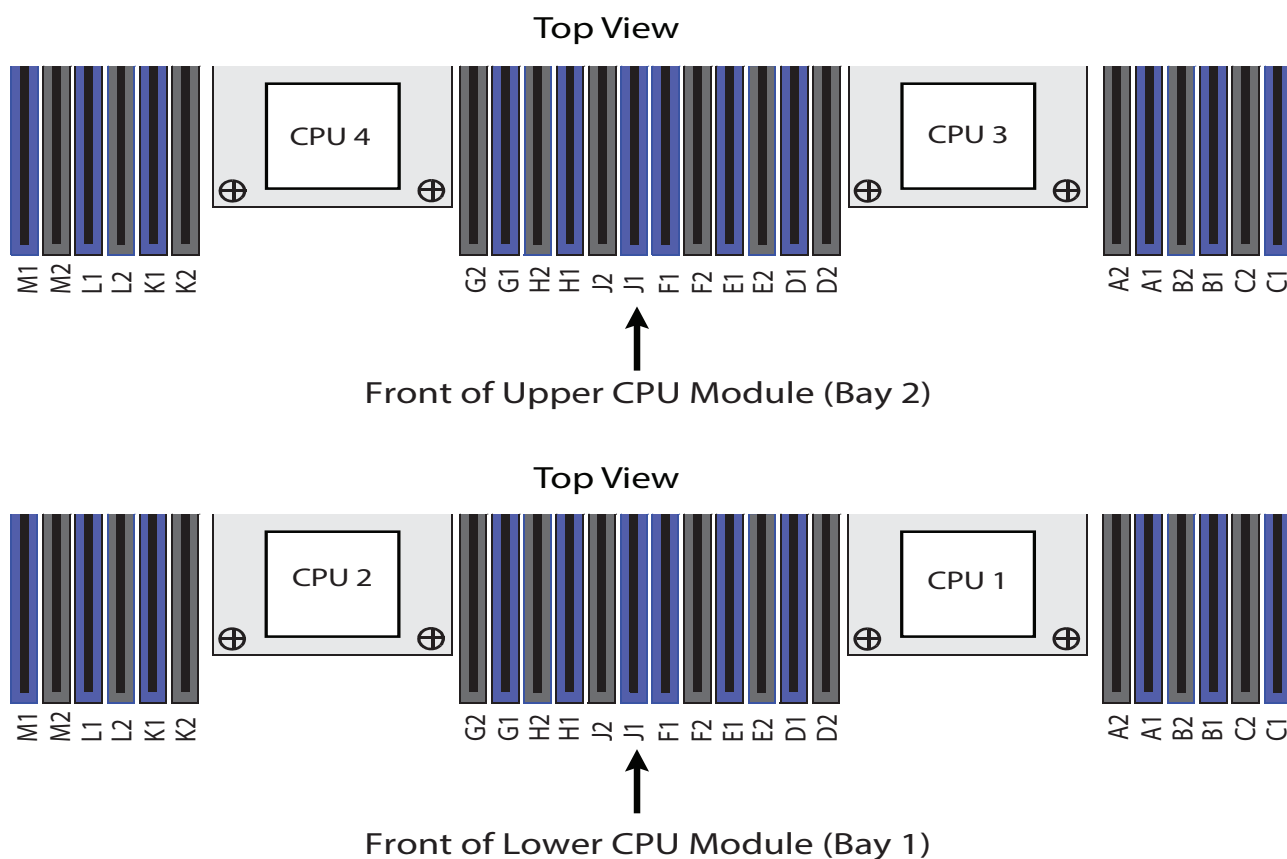 Top View
CPU 4
CPU 3
M1 M2 L1 L2 K1 K2 G2 G1 H2 H1 J2 J1 F1 F2 E1 E2 D1 D2 A2 A1 B2 B1 C2 C1
Front of Upper CPU Module (Bay 2)
Top View
CPU 2
CPU 1
M1 M2 L1 L2 K1 K2 G2 G1 H2 H1 J2 J1 F1 F2 E1 E2 D1 D2 A2 A1 B2 B1 C2 C1
Front of Lower CPU Module (Bay 1)